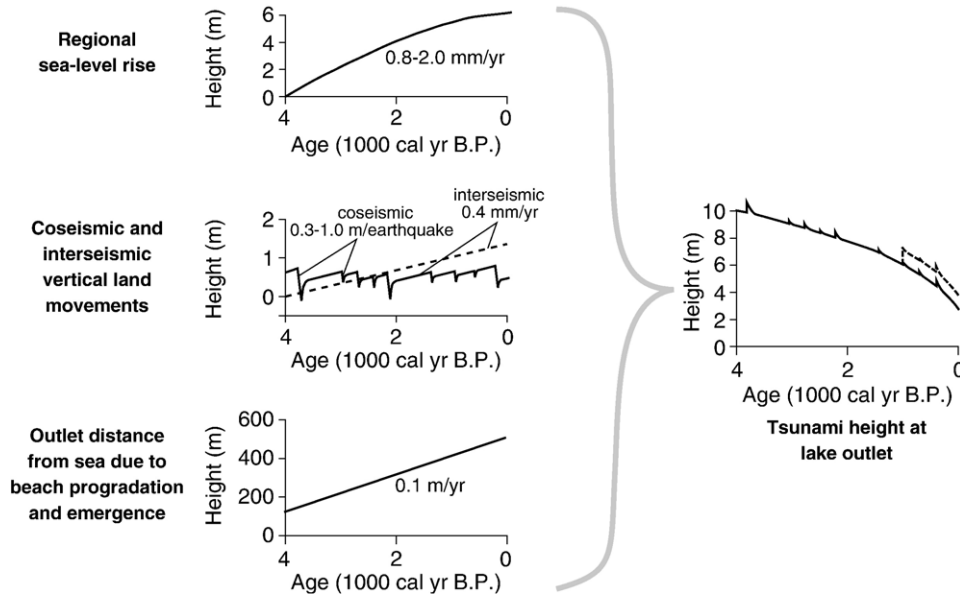 Regional
sea-level rise
Height (m)
6
4
2
0
0.8-2.0 mm/yr
4
2
0
Age (1000 cal yr B.P.)
Coseismic and
interseismic
vertical land
movements
Height (m)
2
1
0
coseismic
0.3-1.0 m/earthquake
interseismic
0.4 mm/yr
4
2
0
Age (1000 cal yr B.P.)
Outlet distance
from sea due to
beach progradation
and emergence
Height (m)
600
400
200
0
0.1 m/yr
4
2
0
Age (1000 cal yr B.P.)
Height (m)
10
8
6
4
2
0
4
2
0
Age (1000 cal yr B.P.)
Tsunami height at
lake outlet